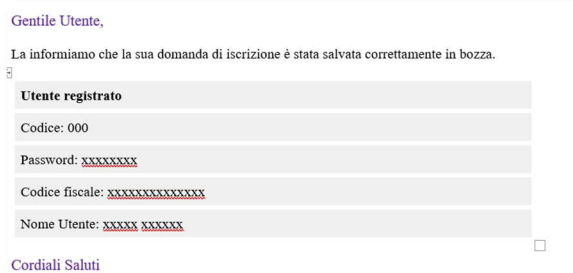 Gentile Utente,
La informiamo che la sua domanda di iscrizione è stata salvata correttamente in bozza.
Utente registrato
Codice: 000
Password: xxxxxxxx
Codice fiscale: xxxxxxxxxxxxxx
Nome Utente: xxxxx xxxxxx
Cordiali Saluti